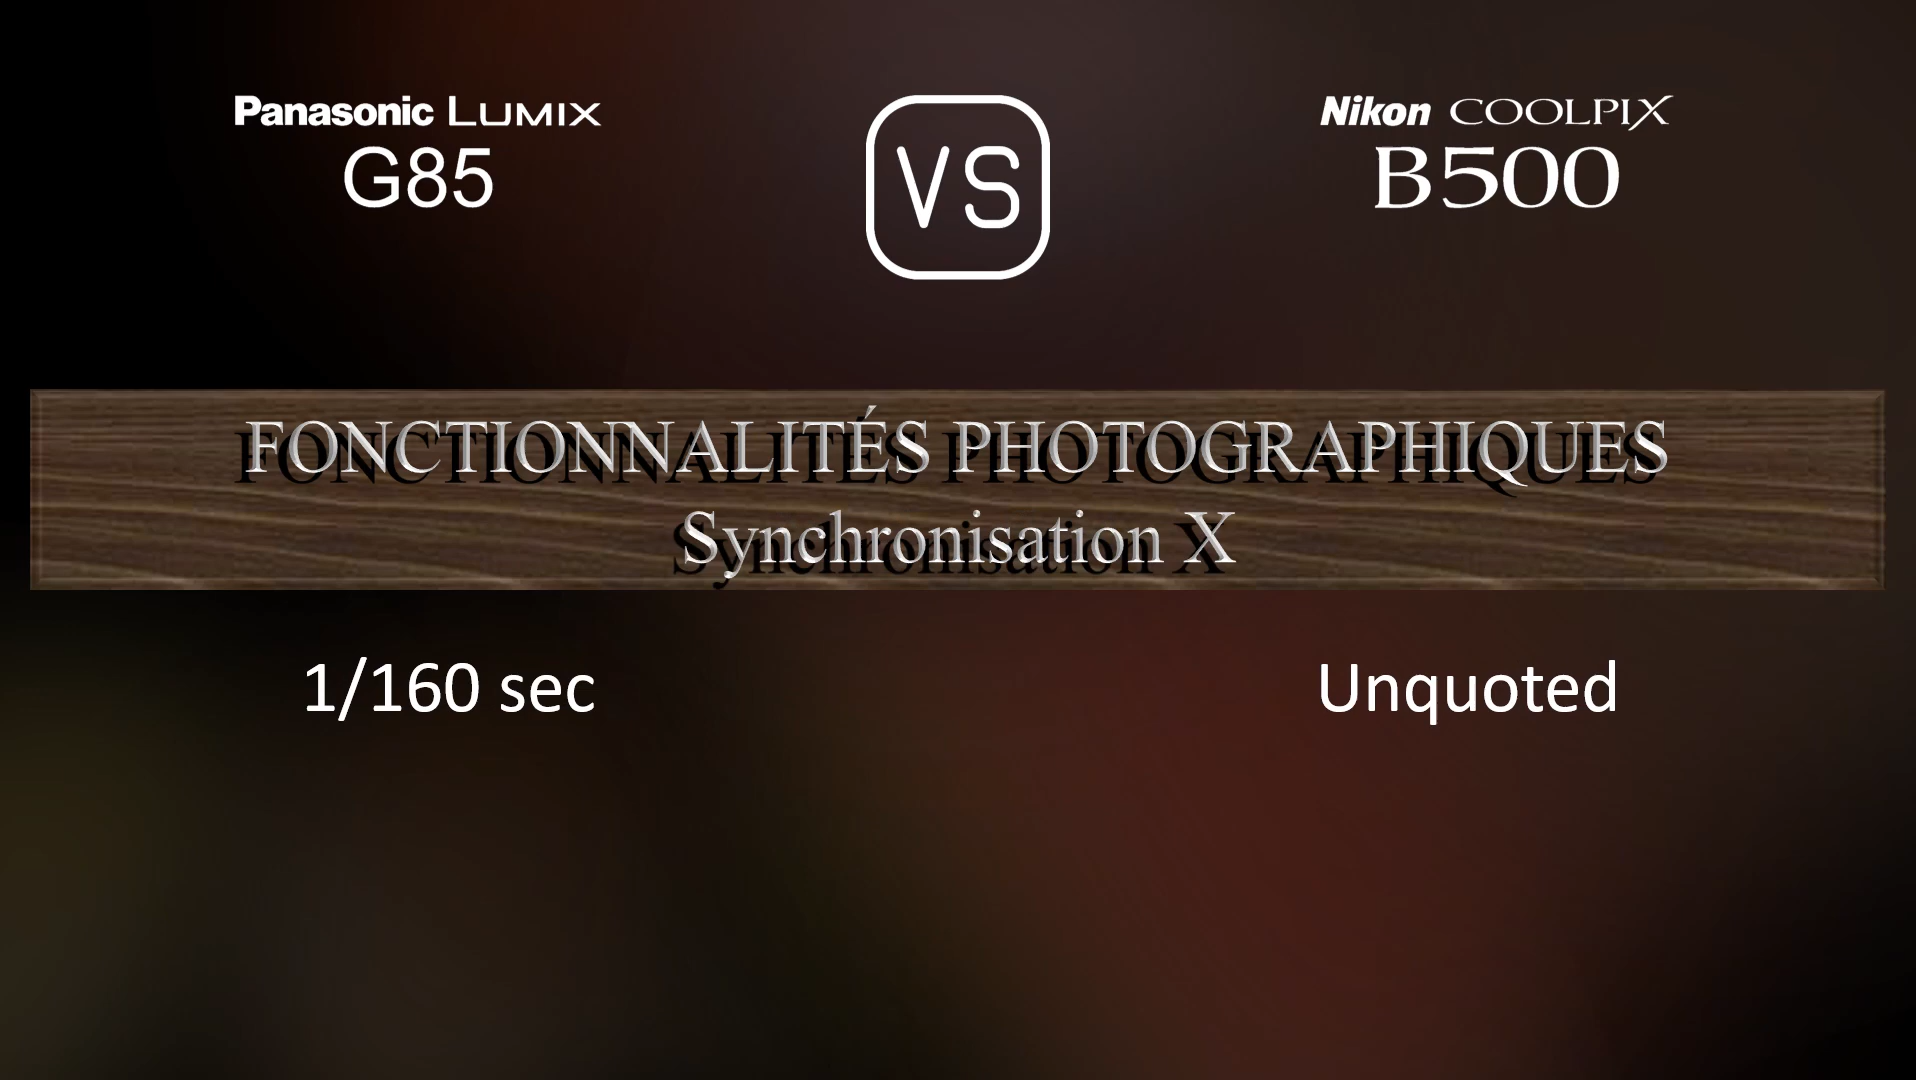 Panasonic LUMIX
G85
VS
Nikon COOLPIX
B500
FONCTIONNALITÉS PHOTOGRAPHIQUES
Synchronisation X
1/160 sec
Unquoted